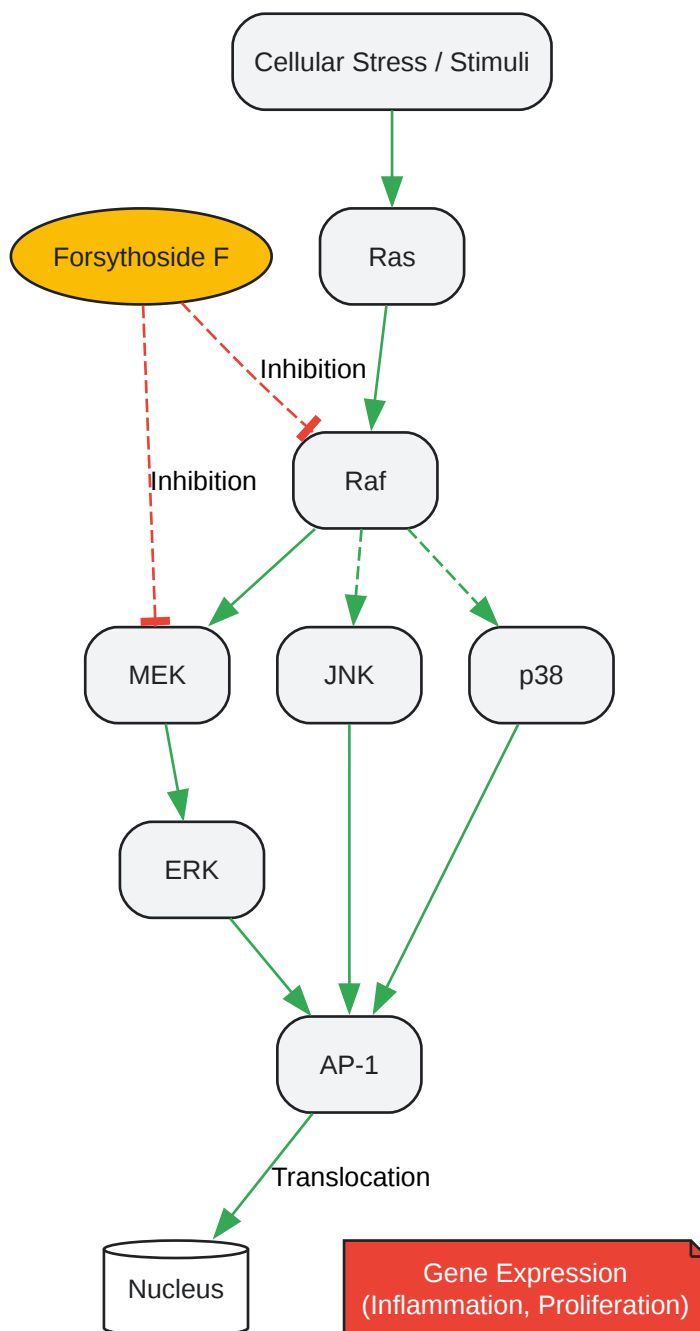 Cellular Stress / Stimuli
Forsythoside F
Ras
Inhibition
Raf
Inhibition
MEK
JNK
p38
ERK
AP-1
Translocation
Nucleus
Gene Expression
(Inflammation, Proliferation)